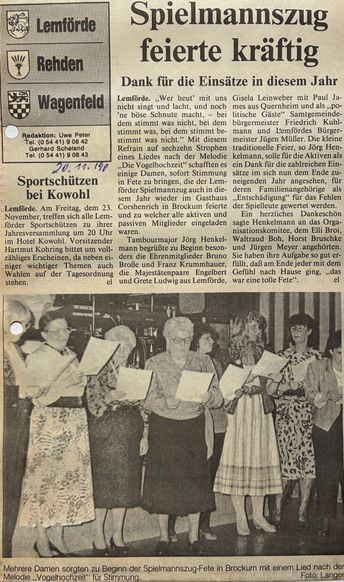 Lemförde
Rehden
Wagenfeld
Redaktion: Uwe Peter
Tel. (0 54 41) 9 08 42
Gerhard Scheland
Tel. (0 54 41) 9 08 43
20.11.90
Sportschützen
bei Kowohl
Lemförde. Am Freitag, dem 23.
November, treffen sich alle Lem-
förder Sportschützen zu ihrer
Jahresversammlung um 20 Uhr
im Hotel Kowohl. Vorsitzender
Hartmut Kohring bittet um voll-
zähliges Erscheinen, da neben ei-
niger wichtiger Themen auch
Wahlen auf der Tagesordnung
stehen. el
Spielmannszug
feierte kräftig
Dank für die Einsätze in diesem Jahr
Lemförde. „Wer heut' mit uns
nicht singt und lacht, und noch
'ne böse Schnute macht, – bei
dem stimmt was nicht, bei dem
stimmt was, bei dem stimmt be-
stimmt was nicht." Mit diesem
Refrain auf sechzehn Strophen
eines Liedes nach der Melodie
„Die Vogelhochzeit" schafften es
einige Damen, sofort Stimmung
in Fete zu bringen, die der Lem-
förder Spielmannszug auch in die-
sem Jahr wieder im Gasthaus
Corshorn in Brockum feierte und
zu welcher alle aktiven und
passiven Mitglieder eingeladen
waren.
Tambourmajor Jörg Henkel-
mann begrüßte zu Beginn beson-
ders die Ehrenmitglieder Bruno
Broße und Franz Krummhauer,
die Majestätenpaare Engelbert
und Grete Ludwig aus Lemförde,
Gisela Leinweber mit Paul Ja-
mes aus Quernheim und als „po-
litische Gäste" Samtgemeinde-
bürgermeister Friedrich Kuhl-
mann und Lemfördes Bürger-
meister Jürgen Müller. Die kleine
traditionelle Feier, so Jörg Hen-
kelmann, solle für die Aktiven als
ein Dank für die zahlreichen Ein-
sätze im sich nun dem Ende zu-
neigenden Jahr angesehen, für
deren Familienangehörige als
„Entschädigung" für das Fehlen
der Spielleute gewertet werden.
Ein herzliches Dankeschön
sagte Henkelmann an das Orga-
nisationskomitee, dem Elli Broi,
Waltraud Boh, Horst Bruschke
und Jürgen Meyer angehörten.
Sie haben ihre Aufgabe so gut er-
füllt, daß am Ende jeder mit dem
Gefühl nach Hause ging, „das
war eine tolle Fete". el
Mehrere Damen sorgten zu Beginn der Spielmannszug-Fete in Brockum mit einem Lied nach der
Melodie „Vogelhochzeit" für Stimmung. Foto: Langer